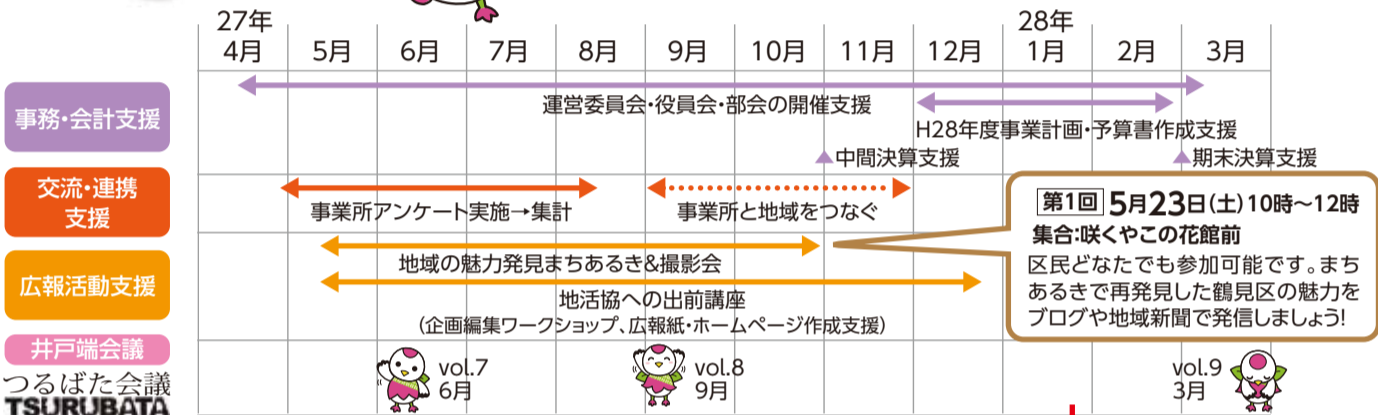 27年
28年
4月 5月 6月 7月 8月 9月 10月 11月 12月 1月 2月 3月
事務・会計支援
運営委員会・役員会・部会の開催支援
H28年度事業計画・予算書作成支援
中間決算支援
期末決算支援
交流・連携
支援
事業所アンケート実施→集計
事業所と地域をつなぐ
第1回 5月23日(土)10時～12時
集合:咲くやこの花館前
区民どなたでも参加可能です。まち
あるきで再発見した鶴見区の魅力を
ブログや地域新聞で発信しましょう!
広報活動支援
地域の魅力発見まちあるき&撮影会
地活協への出前講座
(企画編集ワークショップ、広報紙・ホームページ作成支援)
井戸端会議
つるばた会議
TSURUBATA
vol.7
6月
vol.8
9月
vol.9
3月